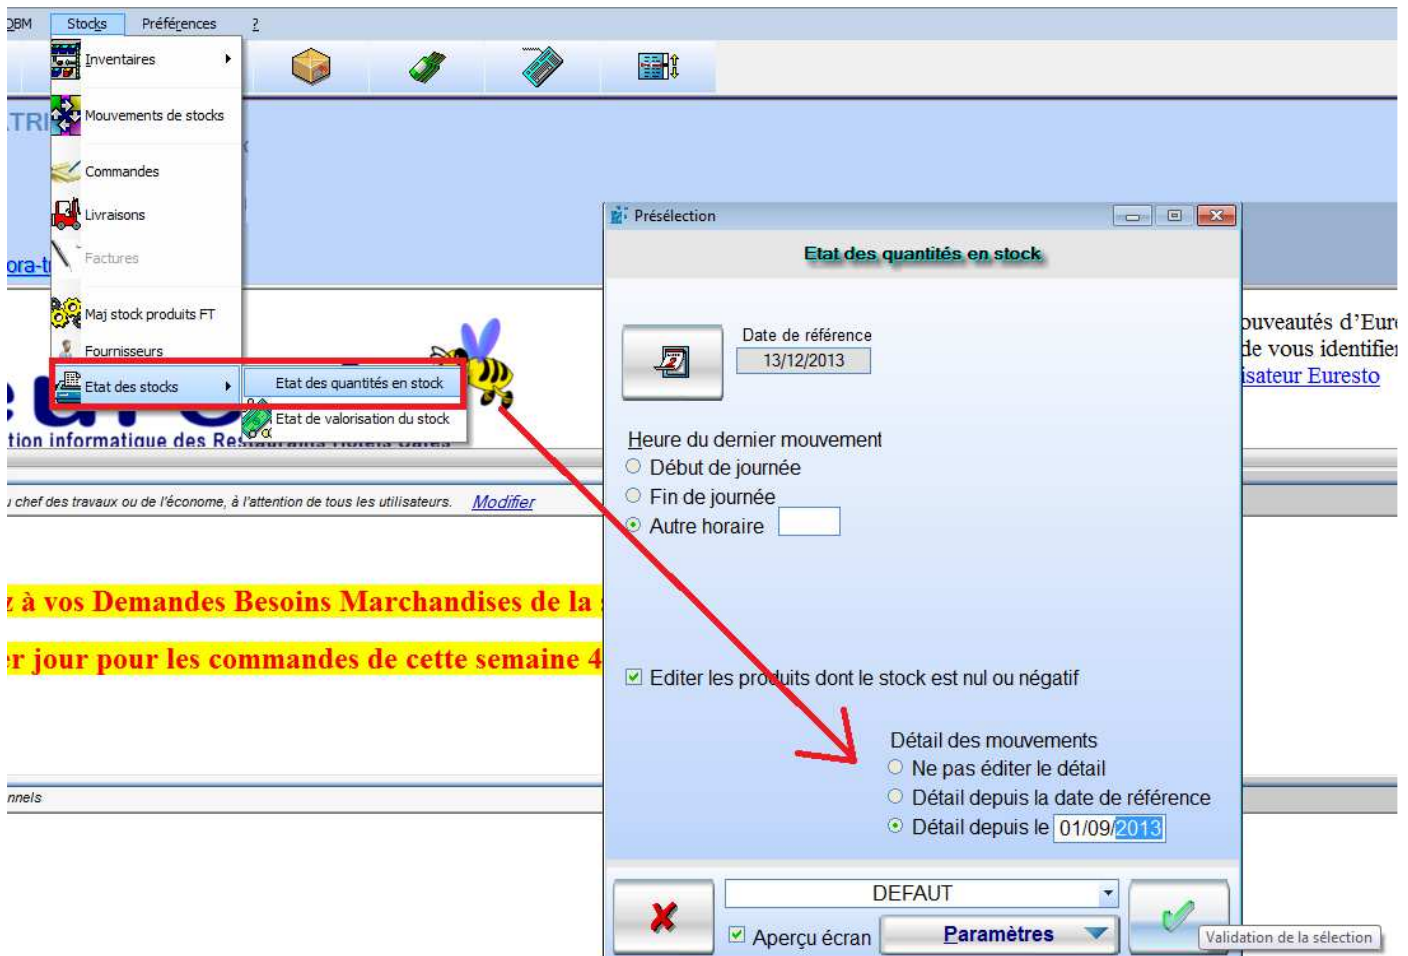 DBM Stocks Préférences ?
Inventaires
Mouvements de stocks
Commandes
Livraisons
Factures
Maj stock produits FT
Fournisseurs
Etat des stocks
Etat des quantités en stock
Etat de valorisation du stock
chef des travaux ou de l'économe, à l'attention de tous les utilisateurs. Modifier
à vos Demandes Besoins Marchandises de la
jour pour les commandes de cette semaine 4
Présélection
Etat des quantités en stock
Date de référence
13/12/2013
Heure du dernier mouvement
Début de journée
Fin de journée
Autre horaire
Editer les produits dont le stock est nul ou négatif
Détail des mouvements
Ne pas éditer le détail
Détail depuis la date de référence
Détail depuis le 01/09/2013
DEFAUT
Aperçu écran
Paramètres
Validation de la sélection
ouveautés d'Eur
de vous identifie
isateur Euresto